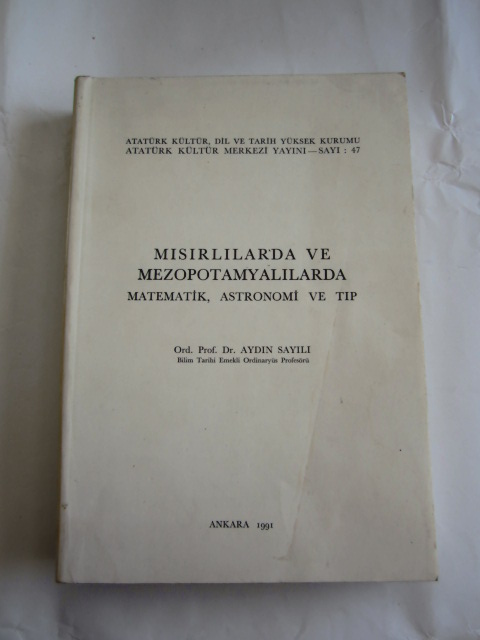 ATATÜRK KÜLTÜR, DİL VE TARİH YÜKSEK KURUMU
ATATÜRK KÜLTÜR MERKEZİ YAYINI — SAYI : 47
MISIRLILAR'DA VE
MEZOPOTAMYALILARDA
MATEMATİK, ASTRONOMİ VE TIP
Ord. Prof. Dr. AYDIN SAYILI
Bilim Tarihi Emekli Ordinaryüs Profesörü
ANKARA 1991